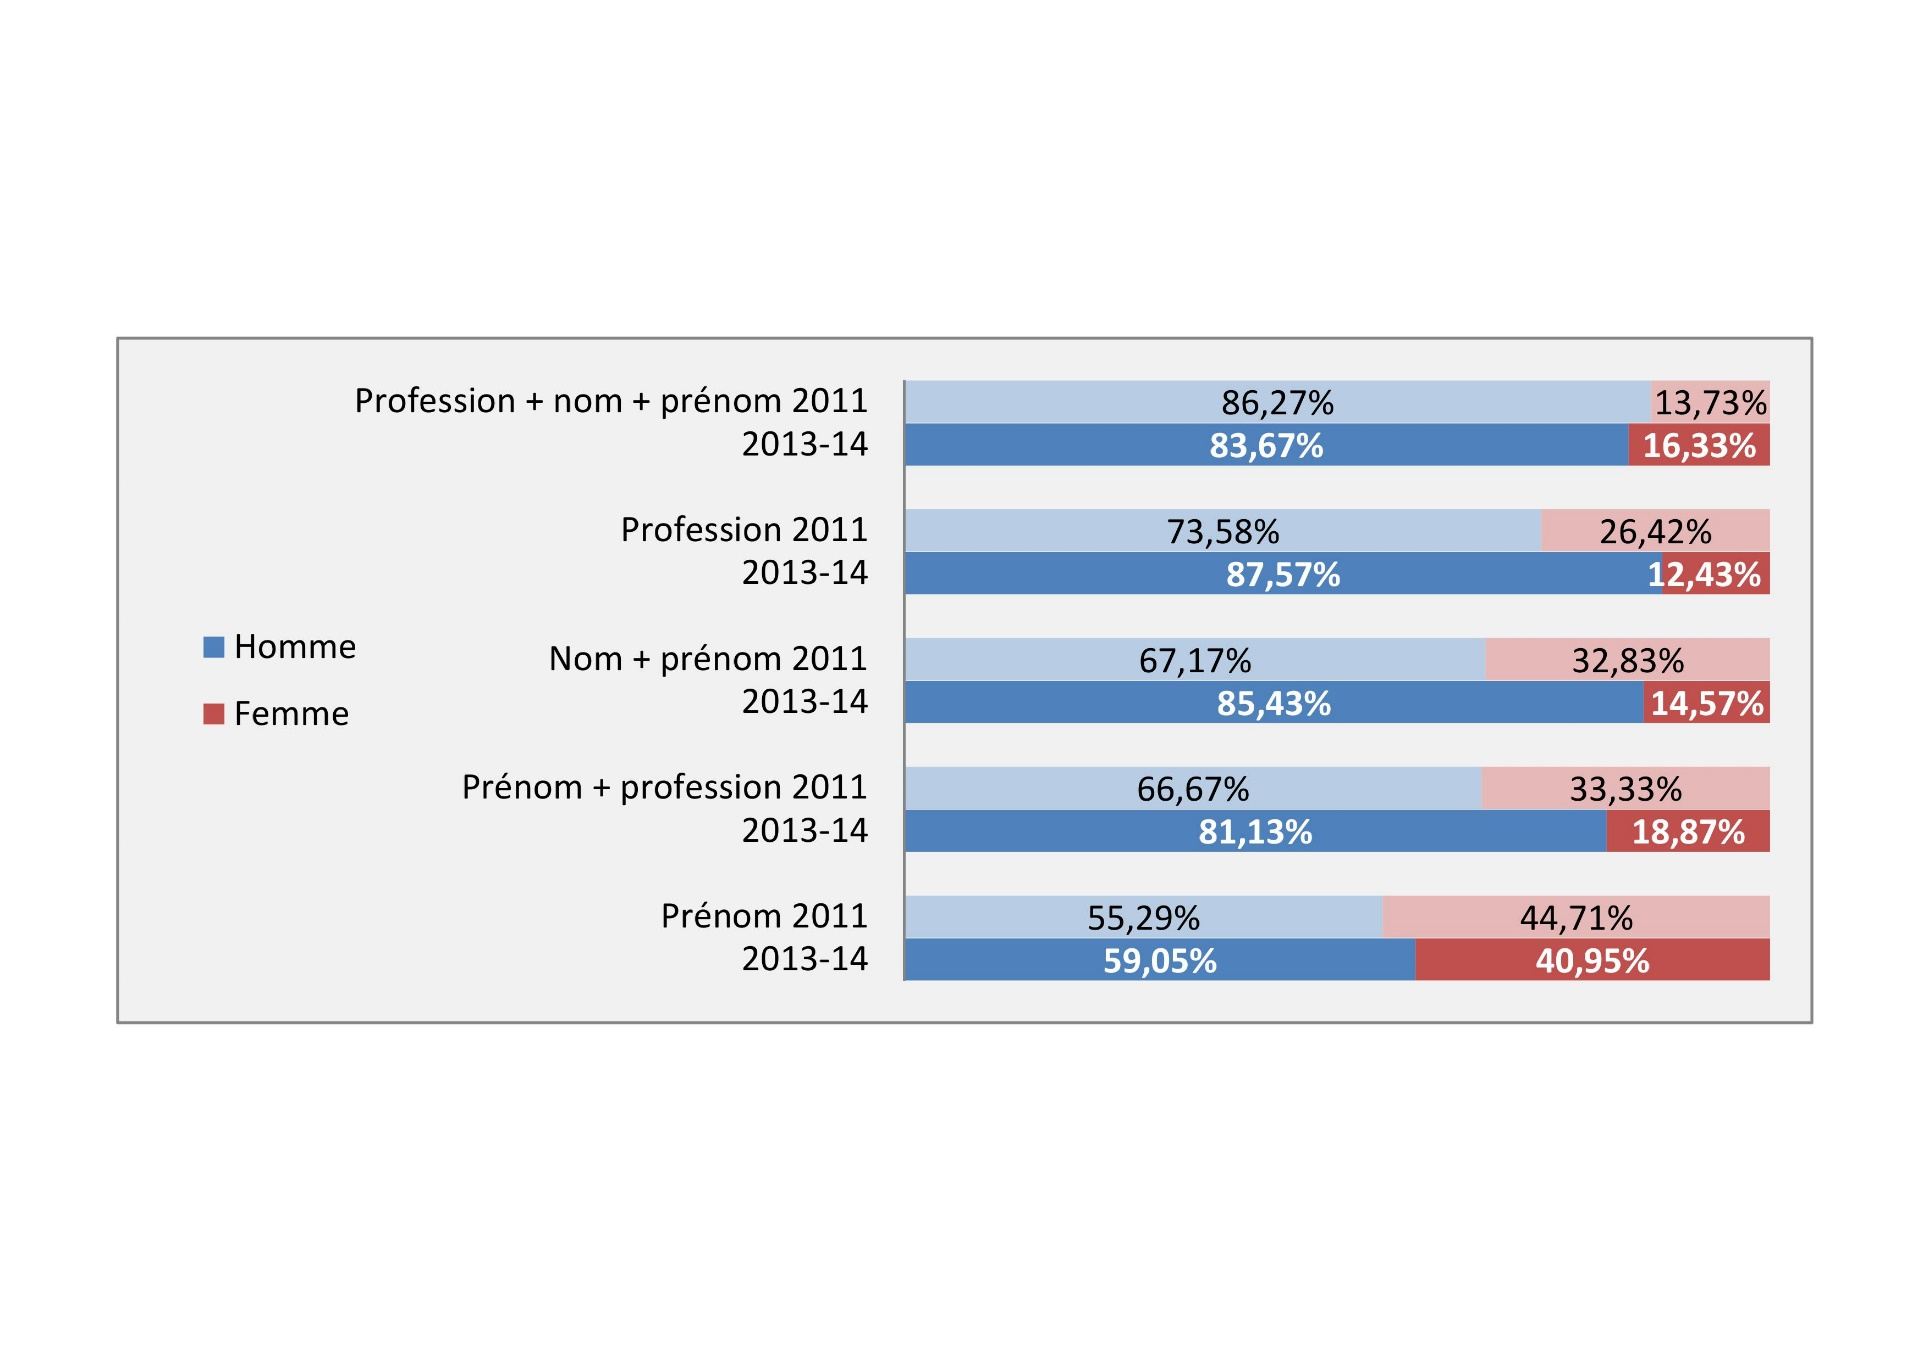 Profession + nom + prénom 2011 86,27% 13,73%
2013-14 83,67% 16,33%
Profession 2011 73,58% 26,42%
2013-14 87,57% 12,43%
Homme
Femme
Nom + prénom 2011 67,17% 32,83%
2013-14 85,43% 14,57%
Prénom + profession 2011 66,67% 33,33%
2013-14 81,13% 18,87%
Prénom 2011 55,29% 44,71%
2013-14 59,05% 40,95%